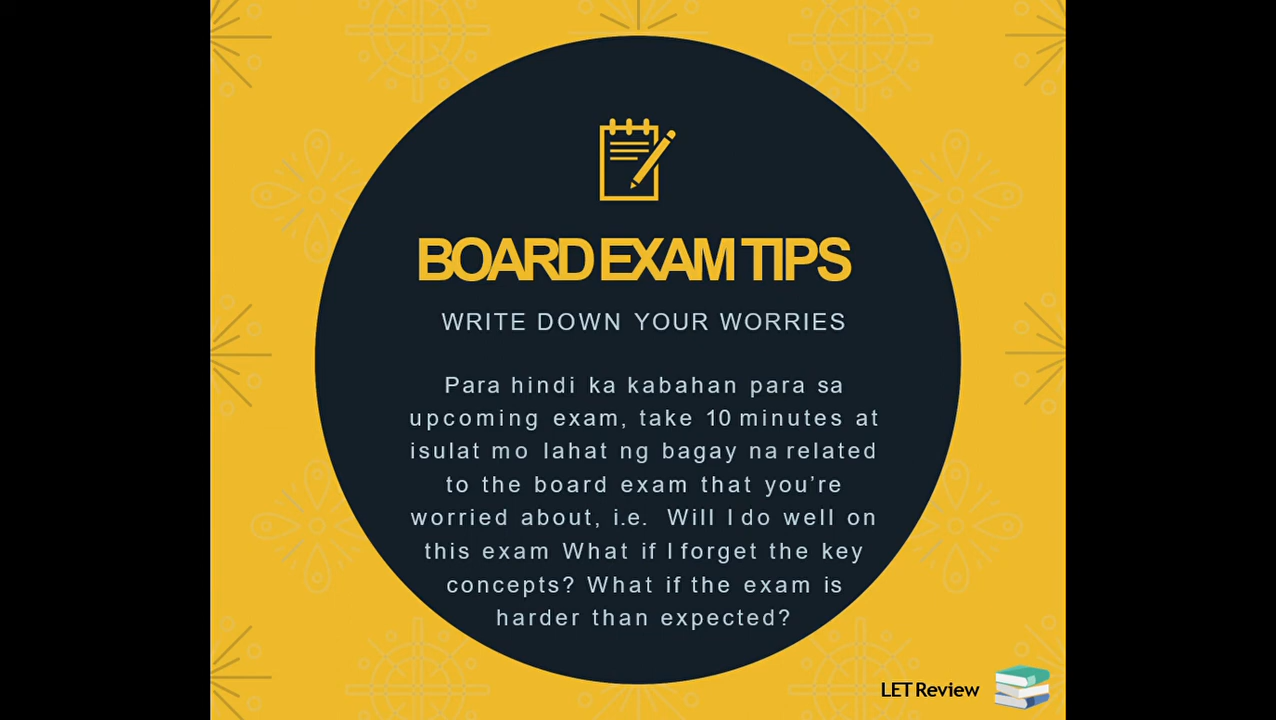 BOARD EXAM TIPS
WRITE DOWN YOUR WORRIES
Para hindi ka kabahan para sa
upcoming exam, take 10 minutes at
isulat mo lahat ng bagay na related
to the board exam that you’re
worried about, i.e. Will I do well on
this exam What if I forget the key
concepts? What if the exam is
harder than expected?
LET Review